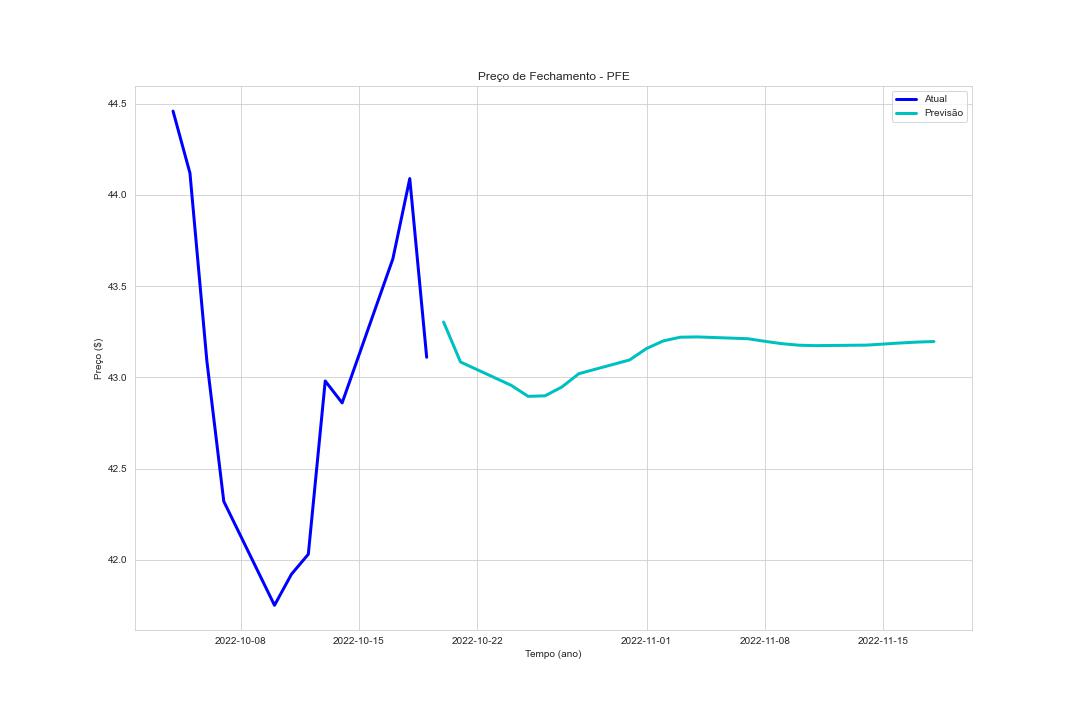 Preço de Fechamento - PFE
Atual
Previsão
44.5
44.0
43.5
43.0
42.5
42.0
Preço ($)
2022-10-08
2022-10-15
2022-10-22
2022-11-01
2022-11-08
2022-11-15
Tempo (ano)